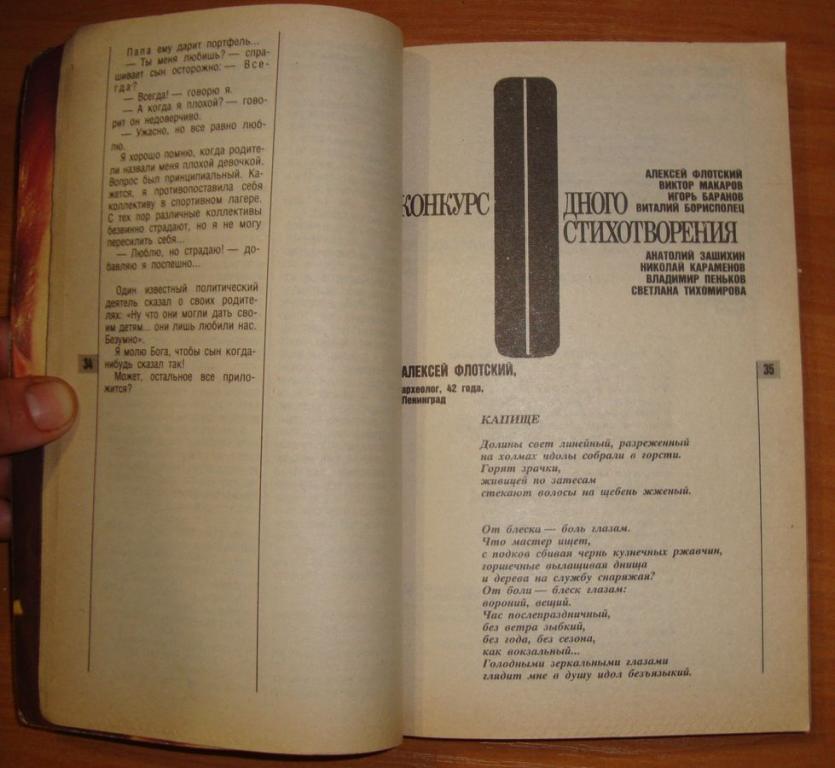 Папа ему дарит портфель...
— Ты меня любишь? — спра-
шивает сын осторожно: — Все-
гда?
— Всегда! — говорю я.
— А когда я плохой? — гово-
рит он недоверчиво.
— Ужасно, но все равно люб-
лю.
Я хорошо помню, когда родите-
ли назвали меня плохой девочкой.
Вопрос был принципиальный. Ка-
жется, я противопоставила себя
коллективу в спортивном лагере.
С тех пор различные коллективы
безвинно страдают, но я не могу
пересилить себя...
— Люблю, но страдаю! — до-
бавляю я поспешно...
Один известный политический
деятель сказал о своих родите-
лях: «Ну что они могли дать сво-
им детям... они лишь любили нас.
Безумно».
Я молю Бога, чтобы сын когда-
нибудь сказал так!
Может, остальное все прило-
жится?
34
КОНКУРС ОДНОГО
СТИХОТВОРЕНИЯ
АЛЕКСЕЙ ФЛОТСКИЙ
ВИКТОР МАКАРОВ
ИГОРЬ БАРАНОВ
ВИТАЛИЙ БОРИСПОЛЕЦ
АНАТОЛИЙ ЗАШИХИН
НИКОЛАЙ КАРАМЕНОВ
ВЛАДИМИР ПЕНЬКОВ
СВЕТЛАНА ТИХОМИРОВА
АЛЕКСЕЙ ФЛОТСКИЙ,
археолог, 42 года,
Ленинград
35
КАПИЩЕ
Долины свет линейный, разреженный
на холмах идолы собрали в горсти.
Горят зрачки,
живицей по затесам
стекают волосы на щебень жженый.
От блеска — боль глазам.
Что мастер ищет,
с подков сбивая чернь кузнечных ржавчин,
горшечные вылащивая днища
и дерева на службу снаряжая?
От боли — блеск глазам:
вороний, вещий.
Час послепраздничный,
без ветра зыбкий,
без года, без сезона,
как вокзальный...
Голодными зеркальными глазами
глядит мне в душу идол безъязыкий.